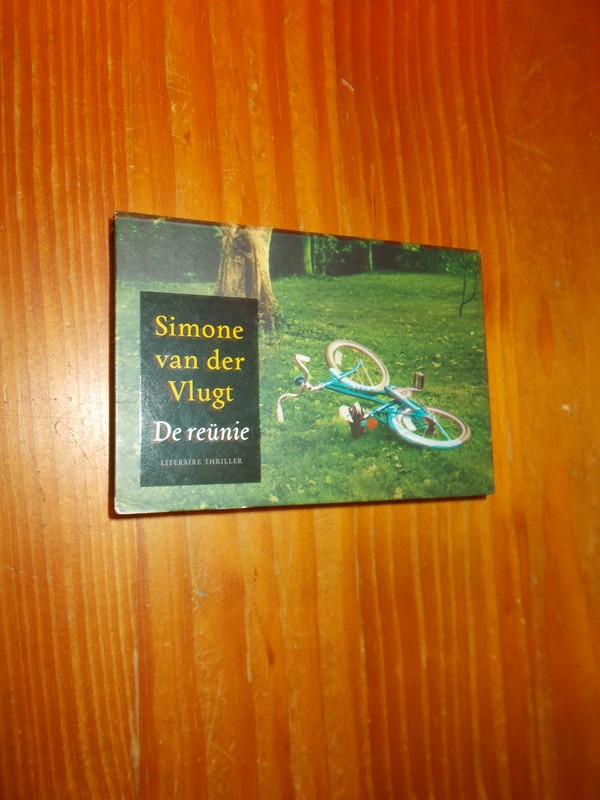 Simone
van der
Vlugt
De reünie
LITERAIRE THRILLER